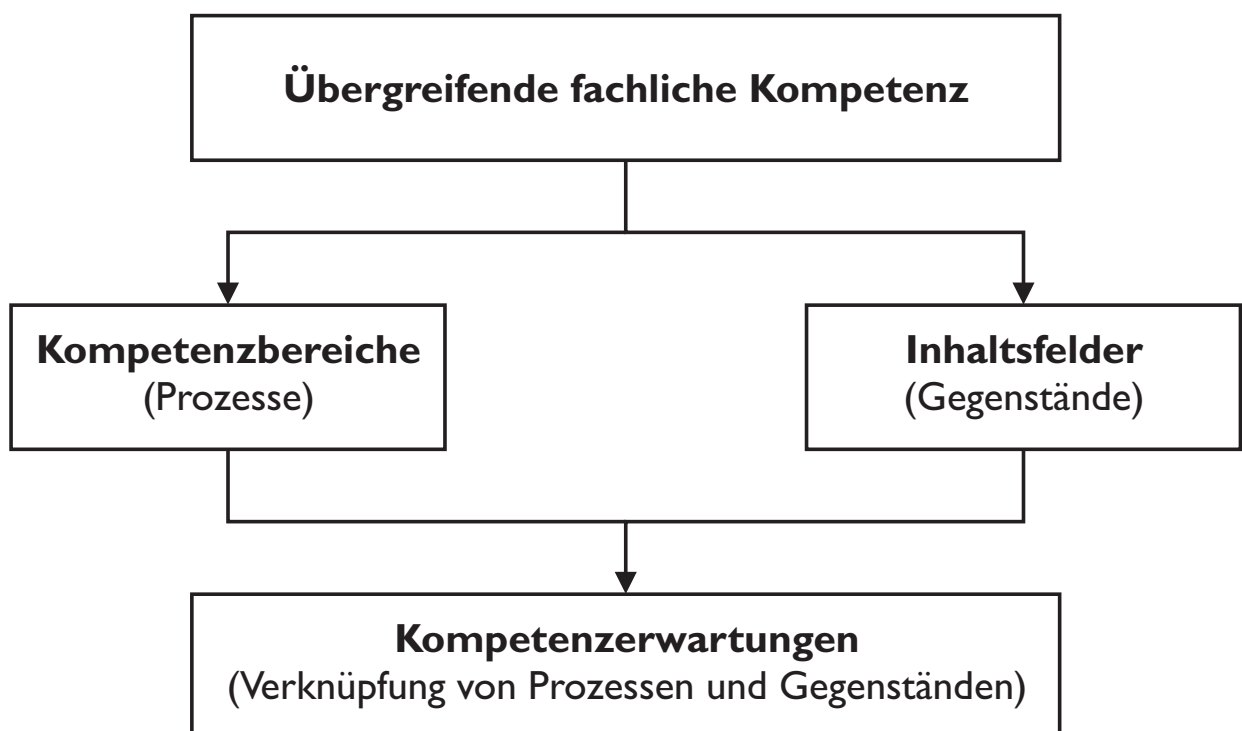 Übergreifende fachliche Kompetenz
Kompetenzbereiche
(Prozesse)
Inhaltsfelder
(Gegenstände)
Kompetenzerwartungen
(Verknüpfung von Prozessen und Gegenständen)